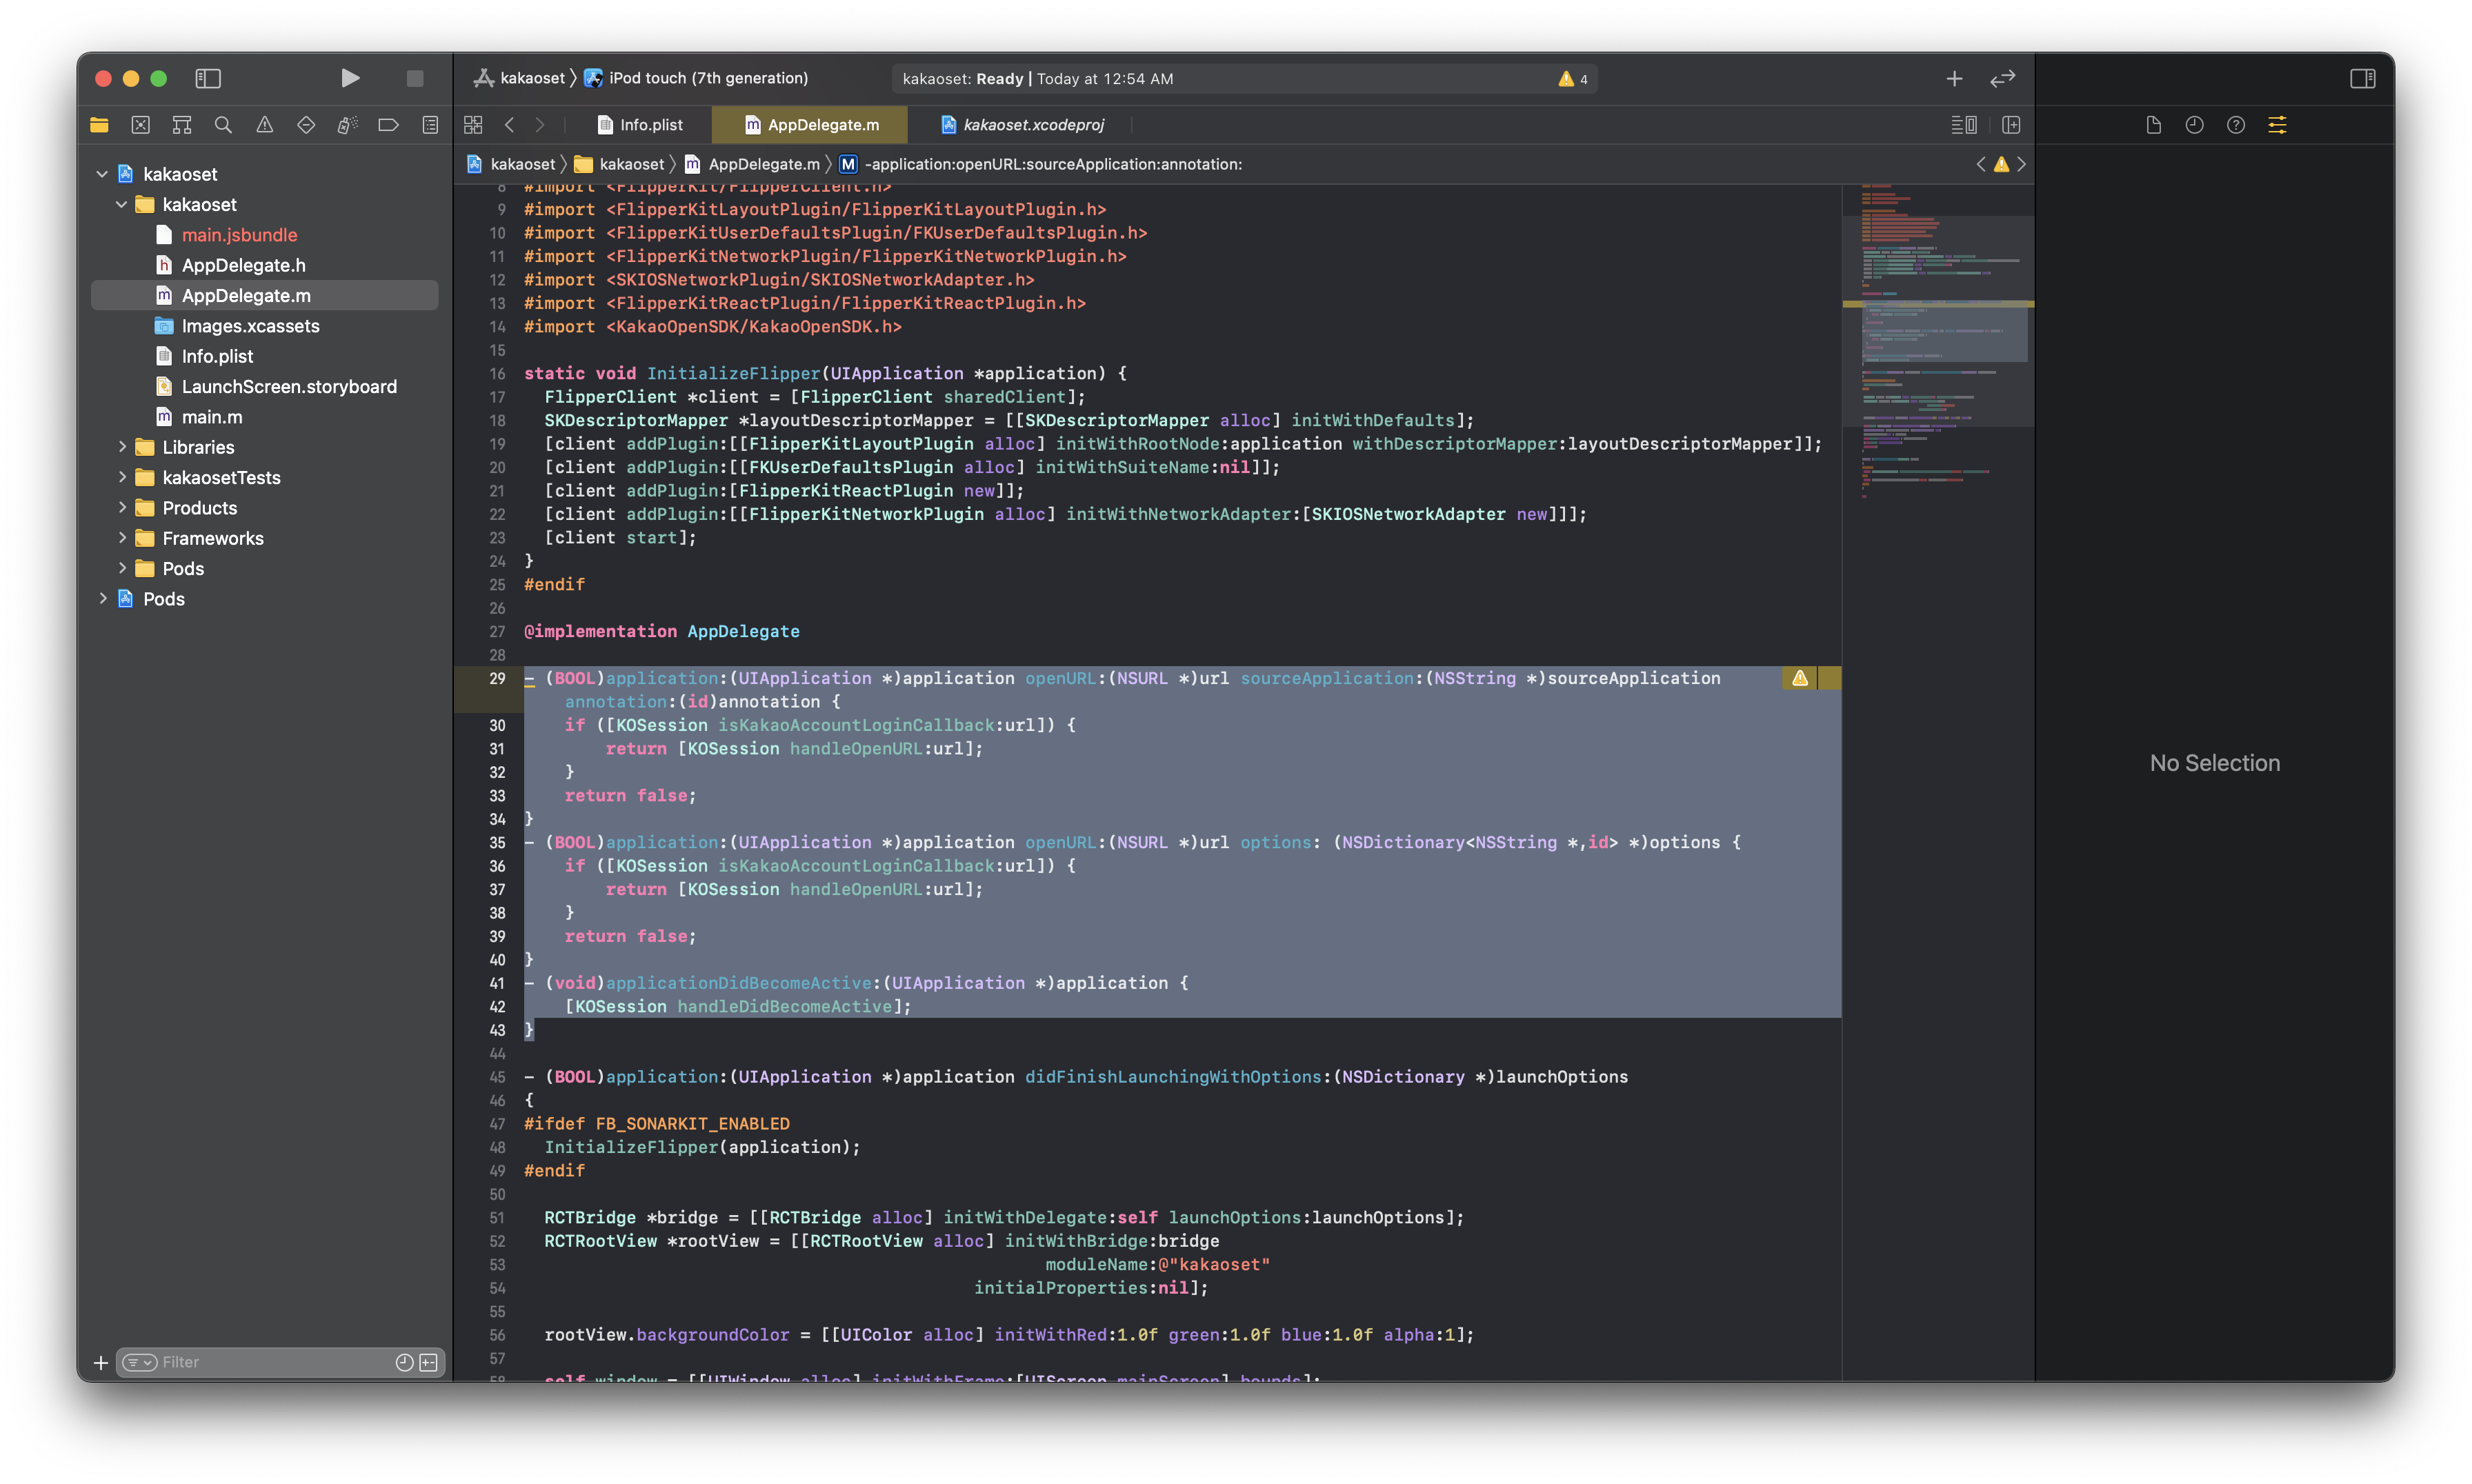 kakaoset
iPod touch (7th generation)
kakaoset: Ready | Today at 12:54 AM
4
Info.plist
AppDelegate.m
kakaoset.xcodeproj
kakaoset
kakaoset
AppDelegate.m
M
-application:openURL:sourceApplication:annotation:
kakaoset
kakaoset
main.jsbundle
AppDelegate.h
AppDelegate.m
Images.xcassets
Info.plist
LaunchScreen.storyboard
main.m
Libraries
kakaosetTests
Products
Frameworks
Pods
Pods
Filter
8 #import <FlipperKit/FlipperClient.h>
9 #import <FlipperKitLayoutPlugin/FlipperKitLayoutPlugin.h>
10 #import <FlipperKitUserDefaultsPlugin/FKUserDefaultsPlugin.h>
11 #import <FlipperKitNetworkPlugin/FlipperKitNetworkPlugin.h>
12 #import <SKIOSNetworkPlugin/SKIOSNetworkAdapter.h>
13 #import <FlipperKitReactPlugin/FlipperKitReactPlugin.h>
14 #import <KakaoOpenSDK/KakaoOpenSDK.h>
15
16 static void InitializeFlipper(UIApplication *application) {
17 FlipperClient *client = [FlipperClient sharedClient];
18 SKDescriptorMapper *layoutDescriptorMapper = [[SKDescriptorMapper alloc] initWithDefaults];
19 [client addPlugin:[[FlipperKitLayoutPlugin alloc] initWithRootNode:application withDescriptorMapper:layoutDescriptorMapper]];
20 [client addPlugin:[[FKUserDefaultsPlugin alloc] initWithSuiteName:nil]];
21 [client addPlugin:[FlipperKitReactPlugin new]];
22 [client addPlugin:[[FlipperKitNetworkPlugin alloc] initWithNetworkAdapter:[SKIOSNetworkAdapter new]]];
23 [client start];
24 }
25 #endif
26
27 @implementation AppDelegate
28
29 - (BOOL)application:(UIApplication *)application openURL:(NSURL *)url sourceApplication:(NSString *)sourceApplication
annotation:(id)annotation {
30 if ([KOSession isKakaoAccountLoginCallback:url]) {
31 return [KOSession handleOpenURL:url];
32 }
33 return false;
34 }
35 - (BOOL)application:(UIApplication *)application openURL:(NSURL *)url options: (NSDictionary<NSString *,id> *)options {
36 if ([KOSession isKakaoAccountLoginCallback:url]) {
37 return [KOSession handleOpenURL:url];
38 }
39 return false;
40 }
41 - (void)applicationDidBecomeActive:(UIApplication *)application {
42 [KOSession handleDidBecomeActive];
43 }
44
45 - (BOOL)application:(UIApplication *)application didFinishLaunchingWithOptions:(NSDictionary *)launchOptions
46 {
47 #ifdef FB_SONARKIT_ENABLED
48 InitializeFlipper(application);
49 #endif
50
51 RCTBridge *bridge = [[RCTBridge alloc] initWithDelegate:self launchOptions:launchOptions];
52 RCTRootView *rootView = [[RCTRootView alloc] initWithBridge:bridge
53 moduleName:@"kakaoset"
54 initialProperties:nil];
55
56 rootView.backgroundColor = [[UIColor alloc] initWithRed:1.0f green:1.0f blue:1.0f alpha:1];
57
58 self.window = [[UIWindow alloc] initWithFrame:[UIScreen mainScreen].bounds];
No Selection